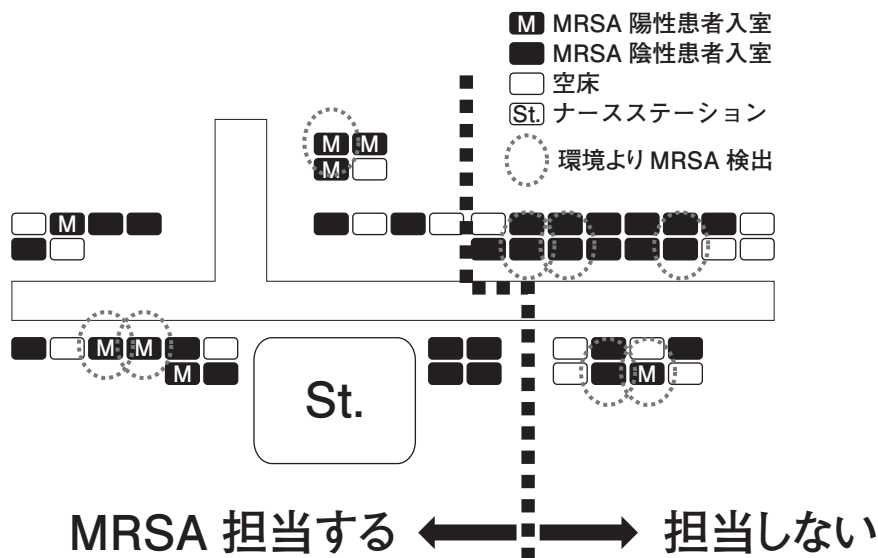 M MRSA 陽性患者入室
MRSA 陰性患者入室
空床
St. ナースステーション
環境より MRSA 検出
M M
M
M
M M
M
M
St.
MRSA 担当する
担当しない